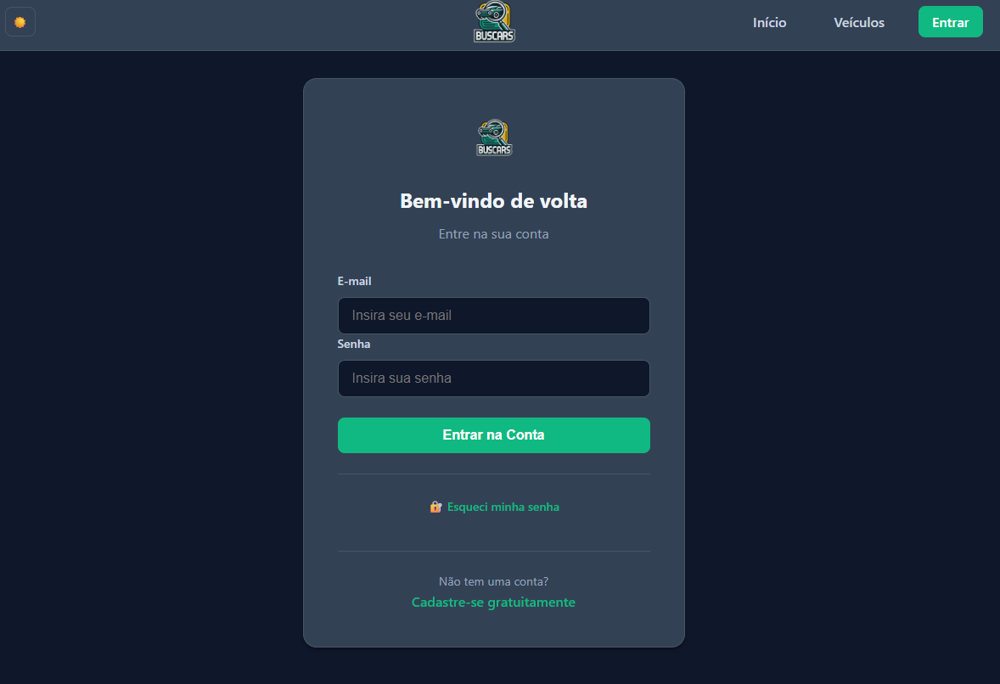 BUSCARS
Início
Veículos
Entrar
BUSCARS
Bem-vindo de volta
Entre na sua conta
E-mail
Insira seu e-mail
Senha
Insira sua senha
Entrar na Conta
Esqueci minha senha
Não tem uma conta?
Cadastre-se gratuitamente